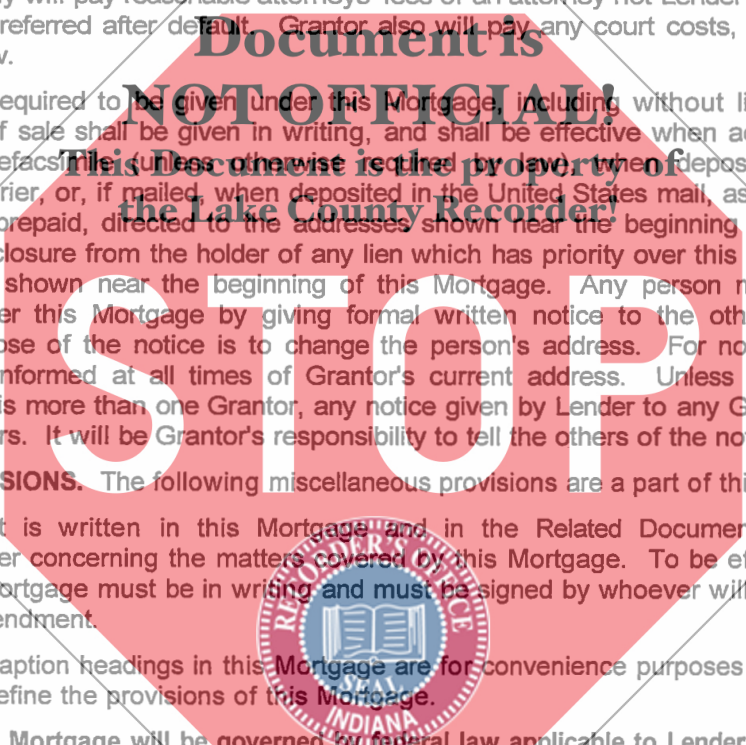 y will pay reasonable attorneys' fees of an attorney not Lender
referred after default. Grantor also will pay any court costs,
w.
Document is
NOT OFFICIAL!
This Document is the property of
the Lake County Recorder!
STOP
equired to be given under this Mortgage, including without li
f sale shall be given in writing, and shall be effective when a
efacsimile (unless otherwise required by law), when depos
rier, or, if mailed, when deposited in the United States mail, as
prepaid, directed to the addresses shown near the beginning
closure from the holder of any lien which has priority over this
shown near the beginning of this Mortgage. Any person m
er this Mortgage by giving formal written notice to the oth
ose of the notice is to change the person's address. For no
nformed at all times of Grantor's current address. Unless
is more than one Grantor, any notice given by Lender to any G
rs. It will be Grantor's responsibility to tell the others of the no
SIONS. The following miscellaneous provisions are a part of thi
t is written in this Mortgage and in the Related Documen
er concerning the matters covered by this Mortgage. To be ef
ortgage must be in writing and must be signed by whoever will
endment.
aption headings in this Mortgage are for convenience purposes
efine the provisions of this Mortgage.
Mortgage will be governed by federal law applicable to Lender
RECORDER'S OFFICE
SEAL
INDIANA